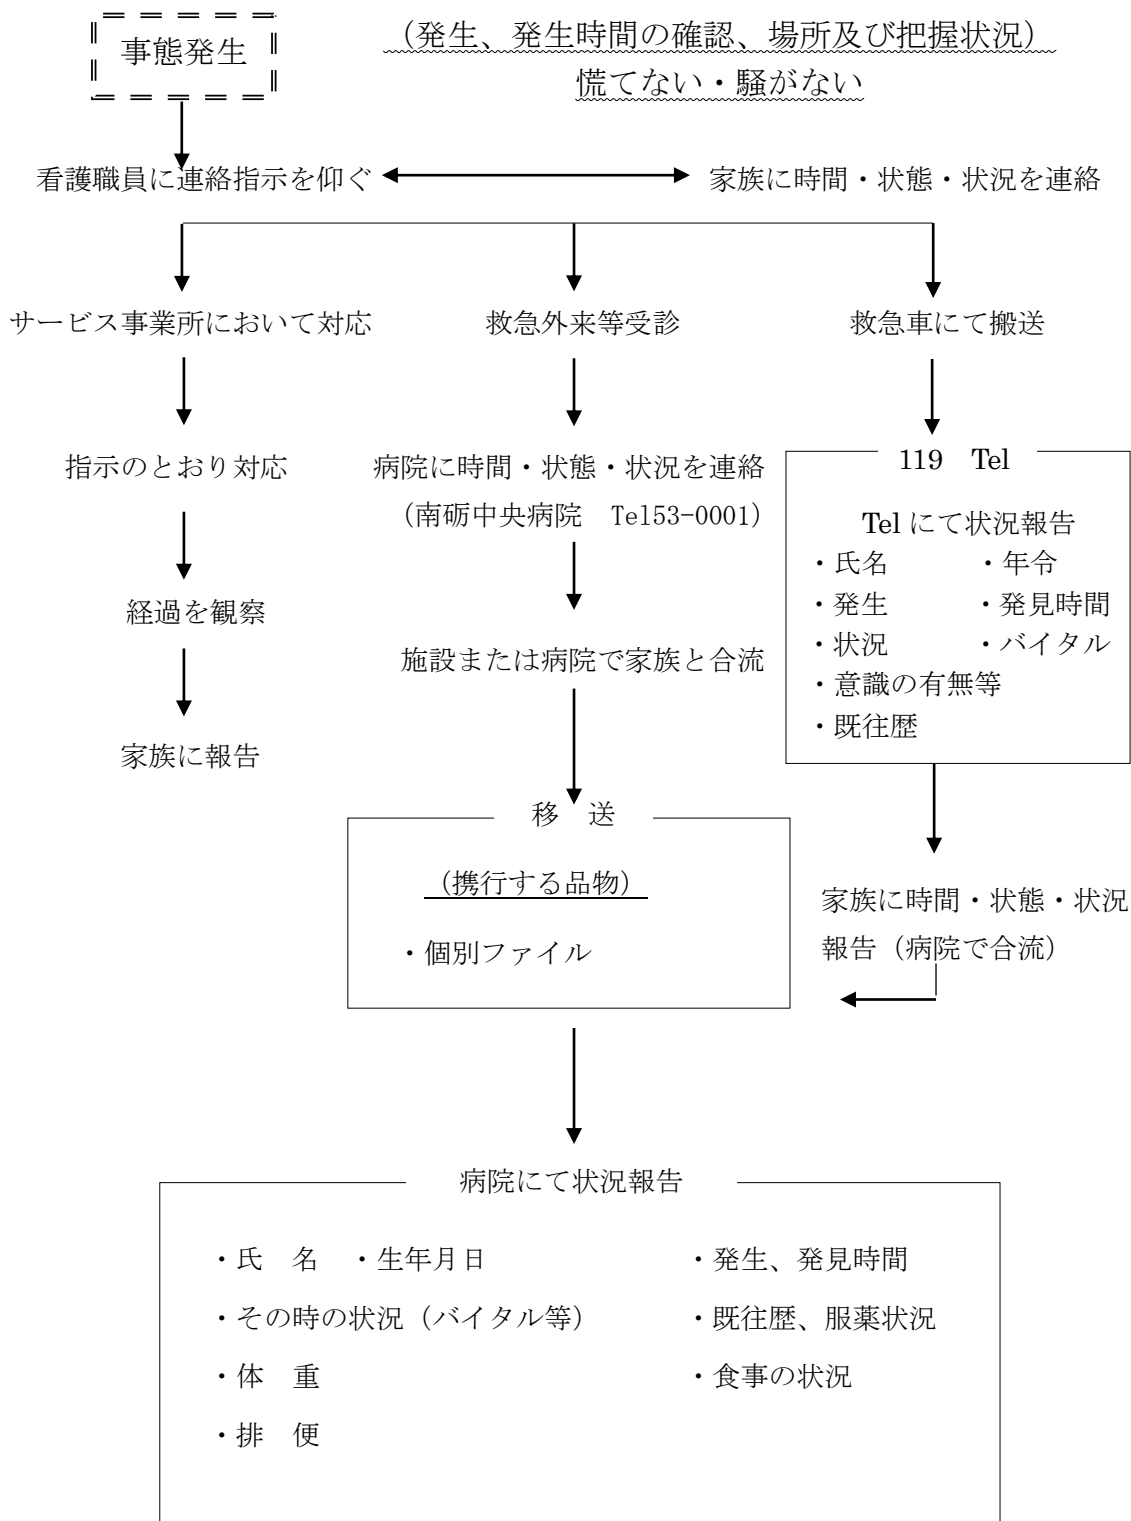 事態発生
(発生、発生時間の確認、場所及び把握状況)
慌てない・騒がない
看護職員に連絡指示を仰ぐ
家族に時間・状態・状況を連絡
サービス事業所において対応
救急外来等受診
救急車にて搬送
指示のとおり対応
経過を観察
家族に報告
病院に時間・状態・状況を連絡
(南砺中央病院　Tel53-0001)
施設または病院で家族と合流
119　Tel
Tel にて状況報告
・氏名　・年令
・発生　・発見時間
・状況　・バイタル
・意識の有無等
・既往歴
移　送
(携行する品物)
・個別ファイル
家族に時間・状態・状況
報告（病院で合流）
病院にて状況報告
・氏　名　・生年月日　・発生、発見時間
・その時の状況（バイタル等）　・既往歴、服薬状況
・体　重　・食事の状況
・排　便